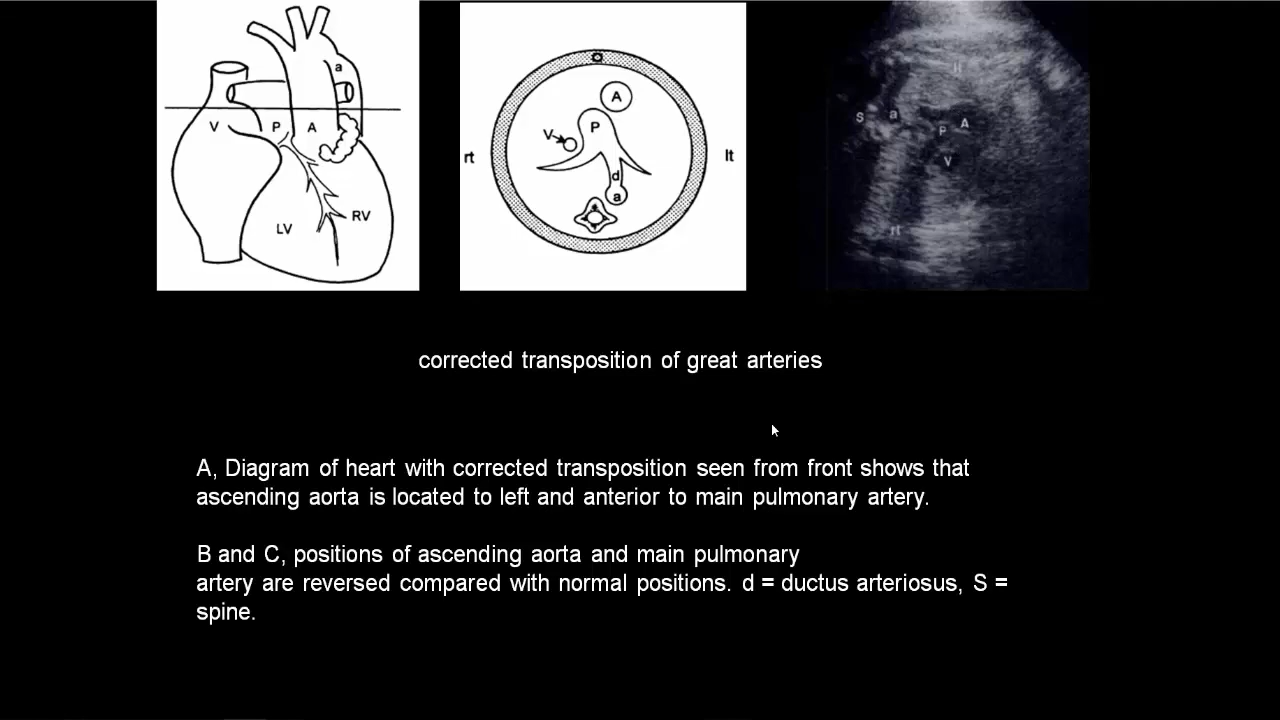 a
V
P
A
LV
RV
A
P
V
d
a
rt
lt
S
a
P
A
V
corrected transposition of great arteries
A, Diagram of heart with corrected transposition seen from front shows that
ascending aorta is located to left and anterior to main pulmonary artery.
B and C, positions of ascending aorta and main pulmonary
artery are reversed compared with normal positions. d = ductus arteriosus, S =
spine.